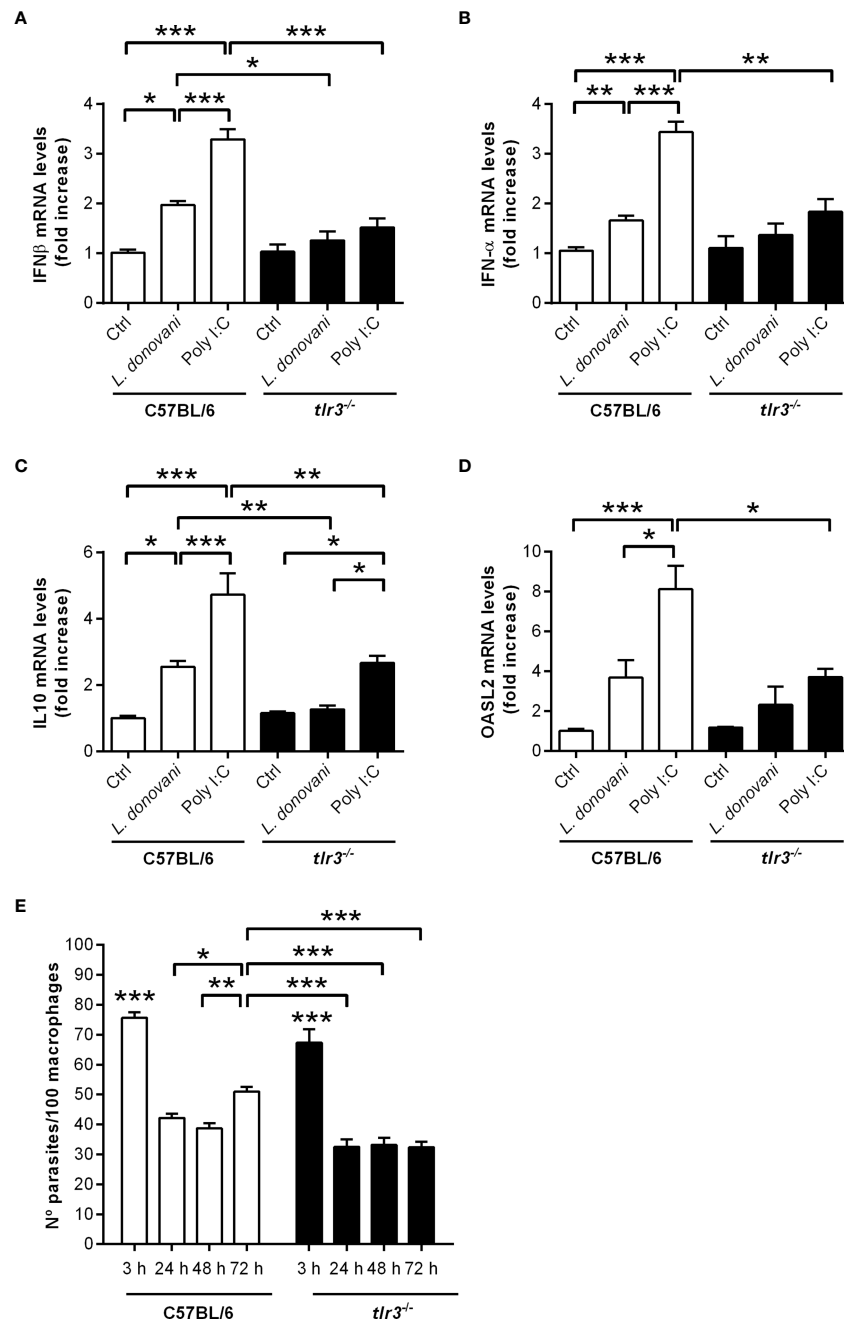 A
*** ***
*
* ***
IFNβ mRNA levels
(fold increase)
4
3
2
1
0
Ctrl
L. donovani
Poly I:C
Ctrl
L. donovani
Poly I:C
C57BL/6
tlr3-/-
B
*** **
** ***
IFN-α mRNA levels
(fold increase)
4
3
2
1
0
Ctrl
L. donovani
Poly I:C
Ctrl
L. donovani
Poly I:C
C57BL/6
tlr3-/-
C
*** **
**
* *** *
*
IL10 mRNA levels
(fold increase)
6
4
2
0
Ctrl
L. donovani
Poly I:C
Ctrl
L. donovani
Poly I:C
C57BL/6
tlr3-/-
D
*** *
*
OASL2 mRNA levels
(fold increase)
10
8
6
4
2
0
Ctrl
L. donovani
Poly I:C
Ctrl
L. donovani
Poly I:C
C57BL/6
tlr3-/-
E
***
* ***
** ***
*** ***
Nº parasites/100 macrophages
100
90
80
70
60
50
40
30
20
10
0
3 h 24 h 48 h 72 h 3 h 24 h 48 h 72 h
C57BL/6 tlr3-/-